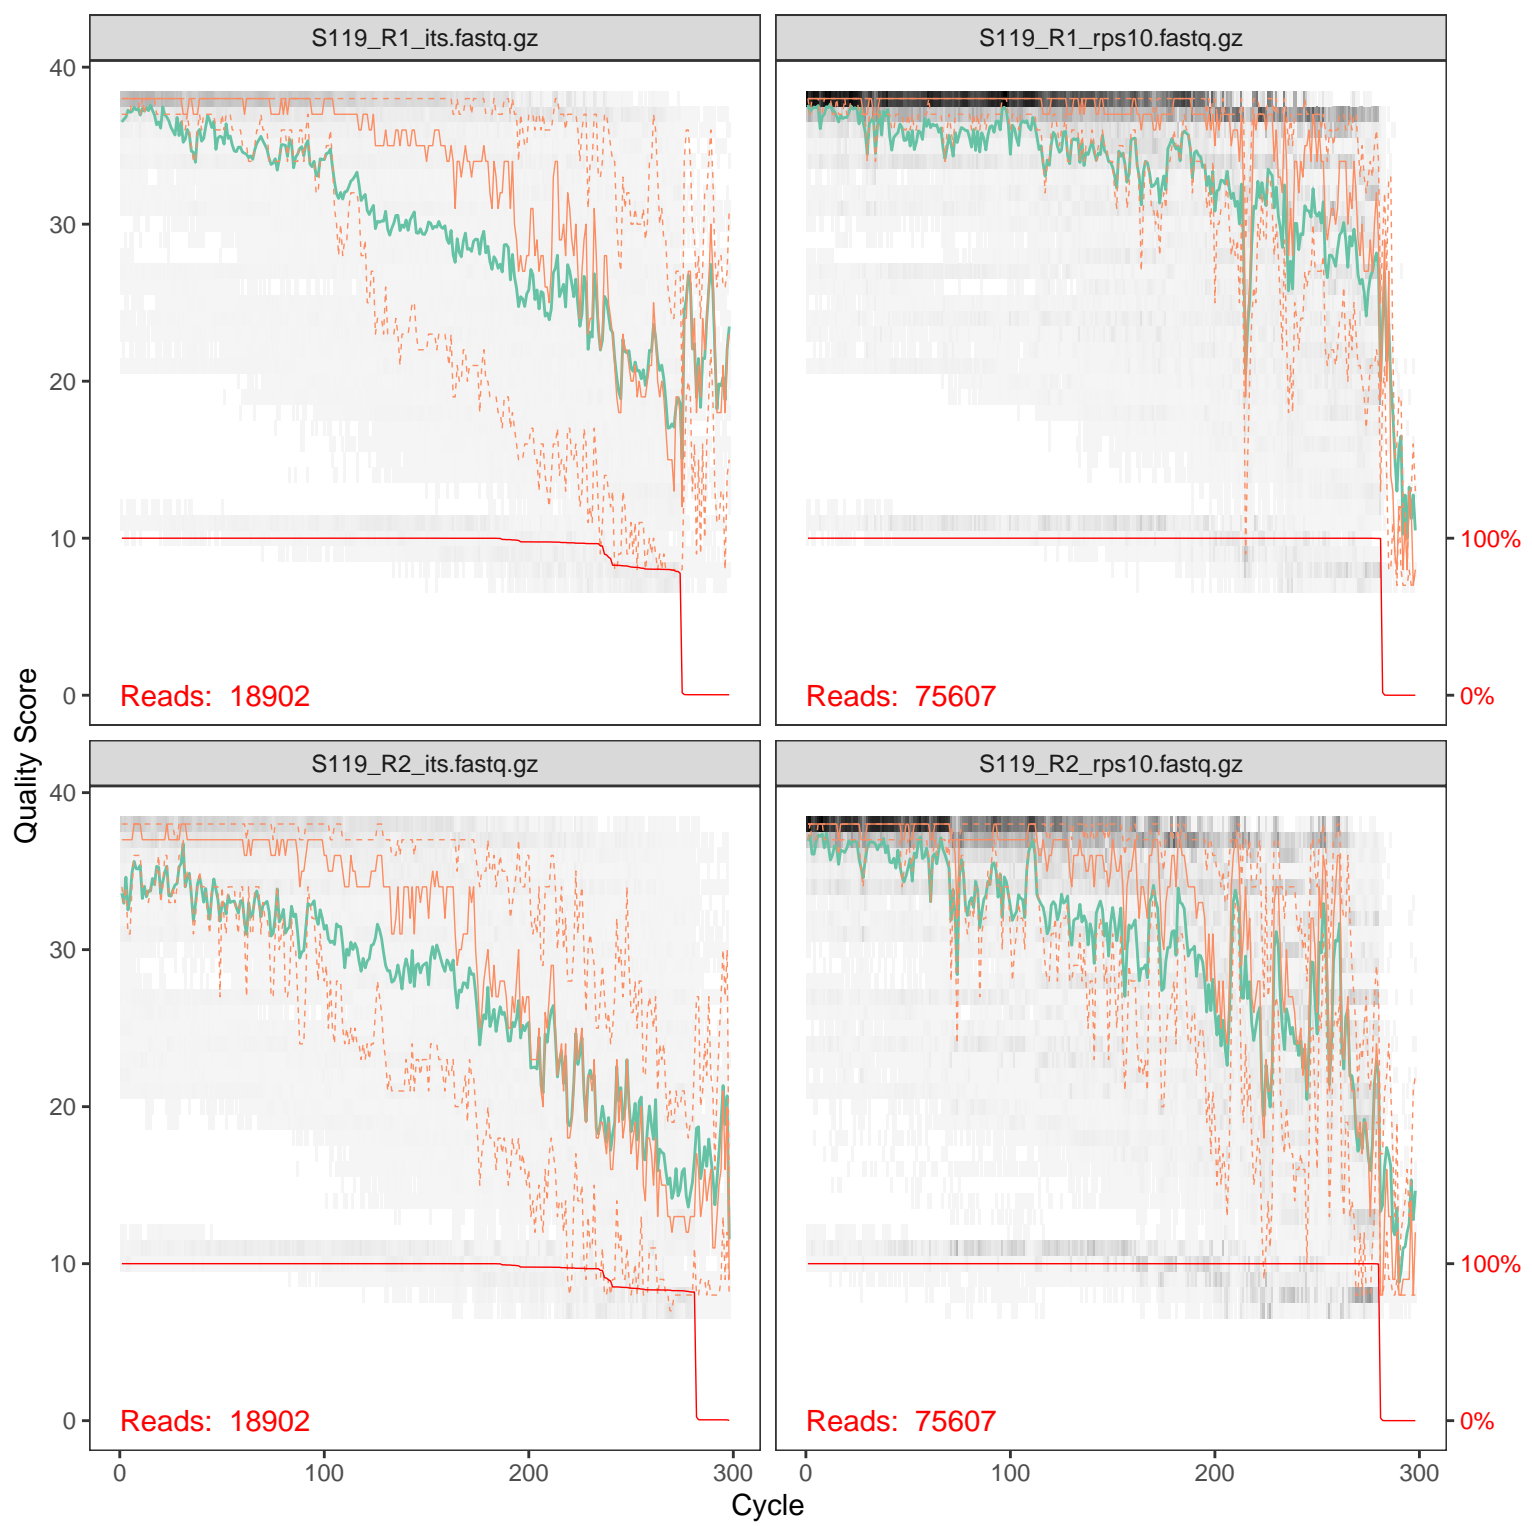 S119_R1_its.fastq.gz
S119_R1_rps10.fastq.gz
40
30
20
10
0
Reads: 18902
Reads: 75607
100%
0%
Quality Score
S119_R2_its.fastq.gz
S119_R2_rps10.fastq.gz
40
30
20
10
0
Reads: 18902
Reads: 75607
100%
0%
0 100 200 300
0 100 200 300
Cycle